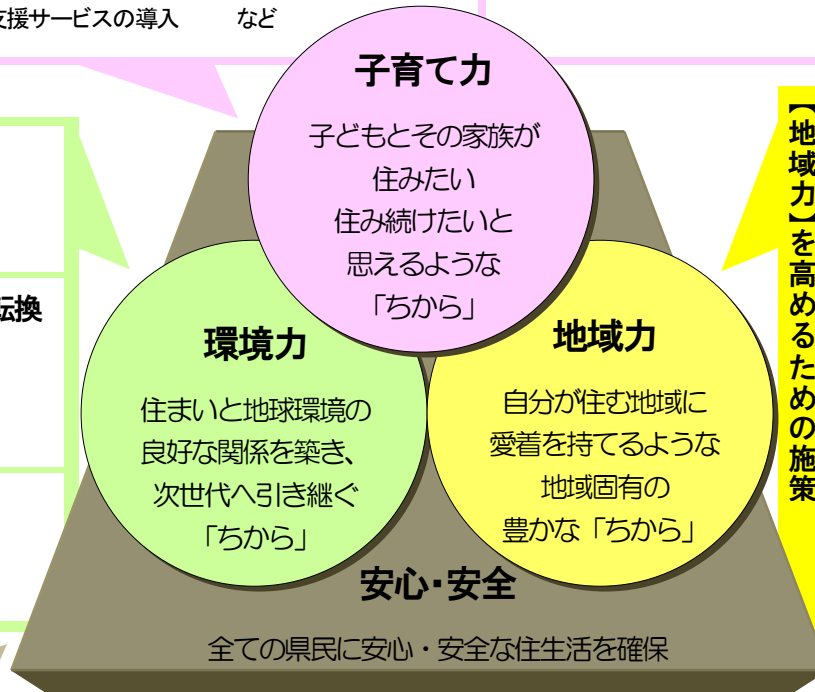 支援サービスの導入　　など
子育て力
子どもとその家族が
住みたい
住み続けたいと
思えるような
「ちから」
転換
環境力
住まいと地球環境の
良好な関係を築き、
次世代へ引き継ぐ
「ちから」
地域力
自分が住む地域に
愛着を持てるような
地域固有の
豊かな「ちから」
【地域力】を高めるための施策
安心・安全
全ての県民に安心・安全な住生活を確保